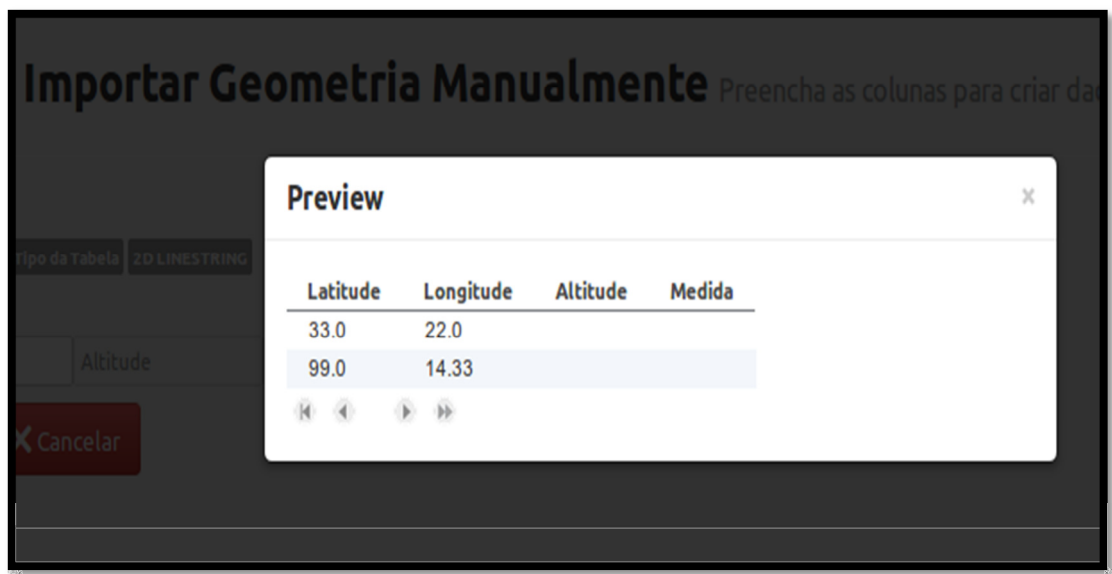 Importar Geometria Manualmente Preencha as colunas para criar
Preview
×
Tipo da Tabela 2D LINESTRING
Latitude Longitude Altitude Medida
33.0 22.0
99.0 14.33
Altitude
Cancelar